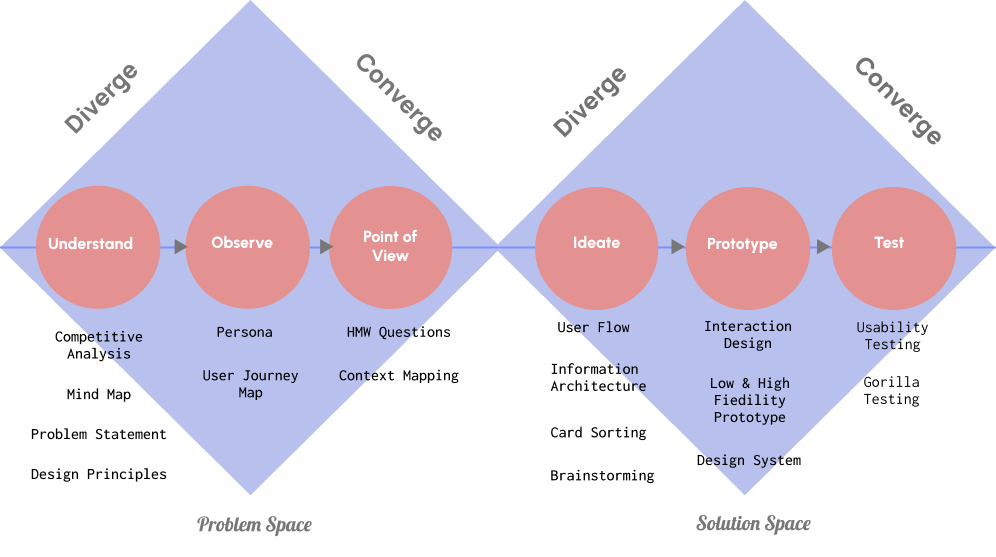 Diverge
Converge
Diverge
Converge
Understand
Observe
Point of
View
Ideate
Prototype
Test
Competitive
Analysis
Mind Map
Problem Statement
Design Principles
Persona
User Journey
Map
HMW Questions
Context Mapping
User Flow
Information
Architecture
Card Sorting
Brainstorming
Interaction
Design
Low & High
Fiedility
Prototype
Design System
Usability
Testing
Gorilla
Testing
Problem Space
Solution Space